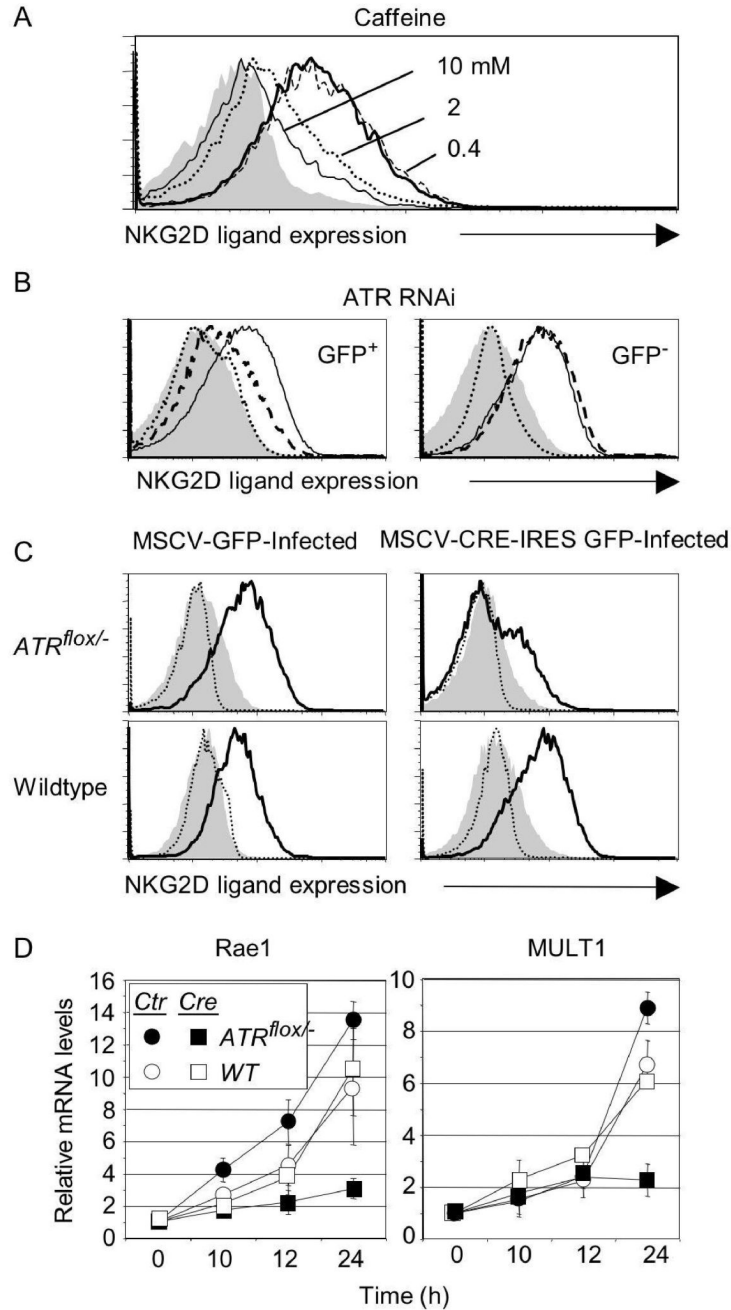 A
Caffeine
10 mM
2
0.4
NKG2D ligand expression
B
ATR RNAi
GFP+
GFP-
NKG2D ligand expression
C
MSCV-GFP-Infected
MSCV-CRE-IRES GFP-Infected
ATRflox/-
Wildtype
NKG2D ligand expression
D
Rae1
MULT1
Relative mRNA levels
16
14
12
10
8
6
4
2
0
Ctr Cre
ATRflox/-
WT
0 10 12 24
10
8
6
4
2
0
0 10 12 24
Time (h)